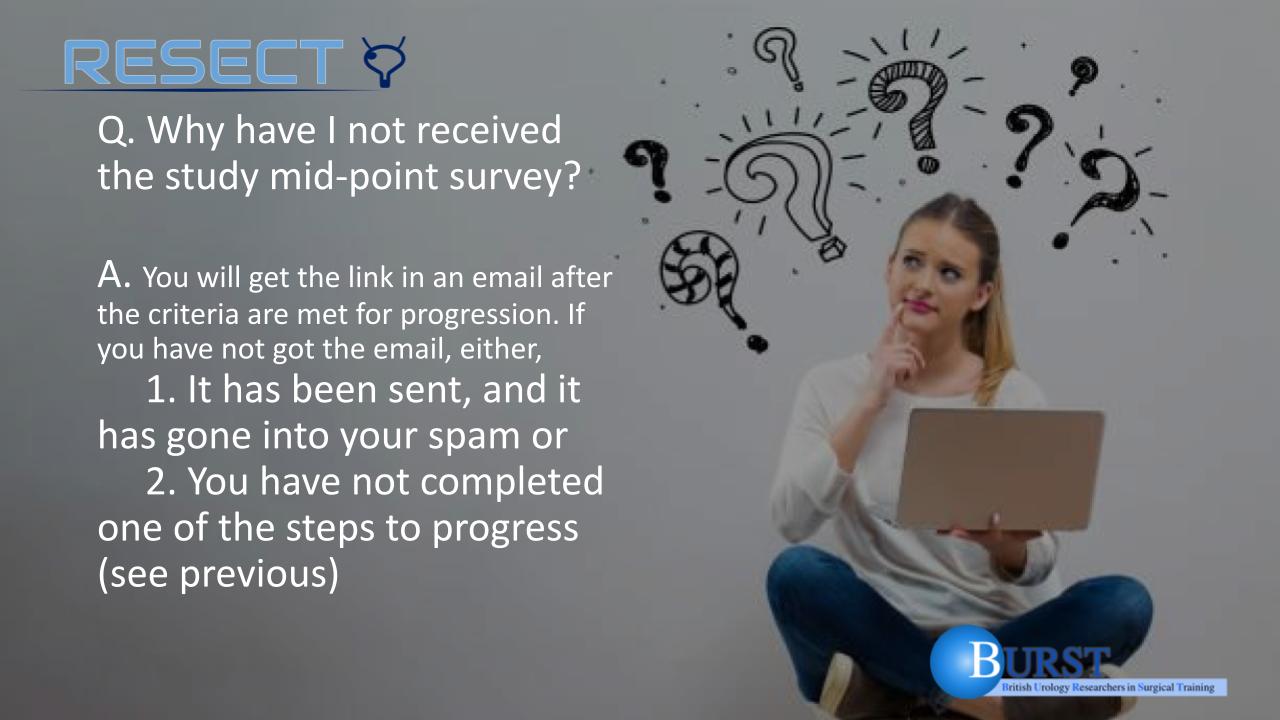 RESECT
Q. Why have I not received
the study mid-point survey?
A. You will get the link in an email after
the criteria are met for progression. If
you have not got the email, either,
1. It has been sent, and it
has gone into your spam or
2. You have not completed
one of the steps to progress
(see previous)
BURST
British Urology Researchers in Surgical Training